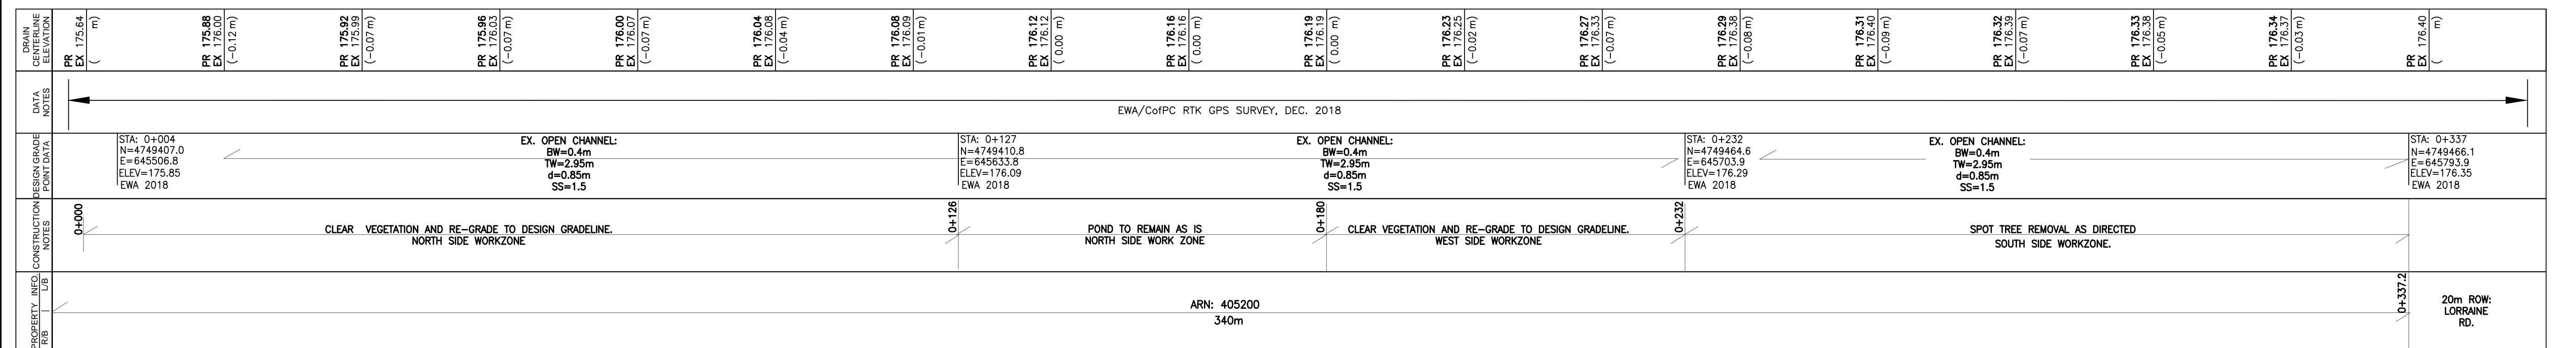 DRAIN
CENTERLINE
ELEVATION
PR
EX 175.64
( m)
PR 175.88
EX 176.00
(-0.12 m)
PR 175.92
EX 175.99
(-0.07 m)
PR 175.96
EX 176.03
(-0.07 m)
PR 176.00
EX 176.07
(-0.07 m)
PR 176.04
EX 176.08
(-0.04 m)
PR 176.08
EX 176.09
(-0.01 m)
PR 176.12
EX 176.12
( 0.00 m)
PR 176.16
EX 176.16
( 0.00 m)
PR 176.19
EX 176.19
( 0.00 m)
PR 176.23
EX 176.25
(-0.02 m)
PR 176.27
EX 176.33
(-0.07 m)
PR 176.29
EX 176.38
(-0.08 m)
PR 176.31
EX 176.40
(-0.09 m)
PR 176.32
EX 176.39
(-0.07 m)
PR 176.33
EX 176.38
(-0.05 m)
PR 176.34
EX 176.37
(-0.03 m)
PR
EX 176.40
( m)
DATA
NOTES
EWA/CofPC RTK GPS SURVEY, DEC. 2018
DESIGN GRADE
POINT DATA
STA: 0+004
N=4749407.0
E=645506.8
ELEV=175.85
EWA 2018
EX. OPEN CHANNEL:
BW=0.4m
TW=2.95m
d=0.85m
SS=1.5
STA: 0+127
N=4749410.8
E=645633.8
ELEV=176.09
EWA 2018
EX. OPEN CHANNEL:
BW=0.4m
TW=2.95m
d=0.85m
SS=1.5
STA: 0+232
N=4749464.6
E=645703.9
ELEV=176.29
EWA 2018
EX. OPEN CHANNEL:
BW=0.4m
TW=2.95m
d=0.85m
SS=1.5
STA: 0+337
N=4749466.1
E=645793.9
ELEV=176.35
EWA 2018
CONSTRUCTION
NOTES
0+000
CLEAR VEGETATION AND RE-GRADE TO DESIGN GRADELINE.
NORTH SIDE WORKZONE
0+126
POND TO REMAIN AS IS
NORTH SIDE WORK ZONE
0+180
CLEAR VEGETATION AND RE-GRADE TO DESIGN GRADELINE.
WEST SIDE WORKZONE
0+232
SPOT TREE REMOVAL AS DIRECTED
SOUTH SIDE WORKZONE.
PROPERTY INFO.
R/B | L/B
ARN: 405200
340m
0+337.2
20m ROW:
LORRAINE
RD.